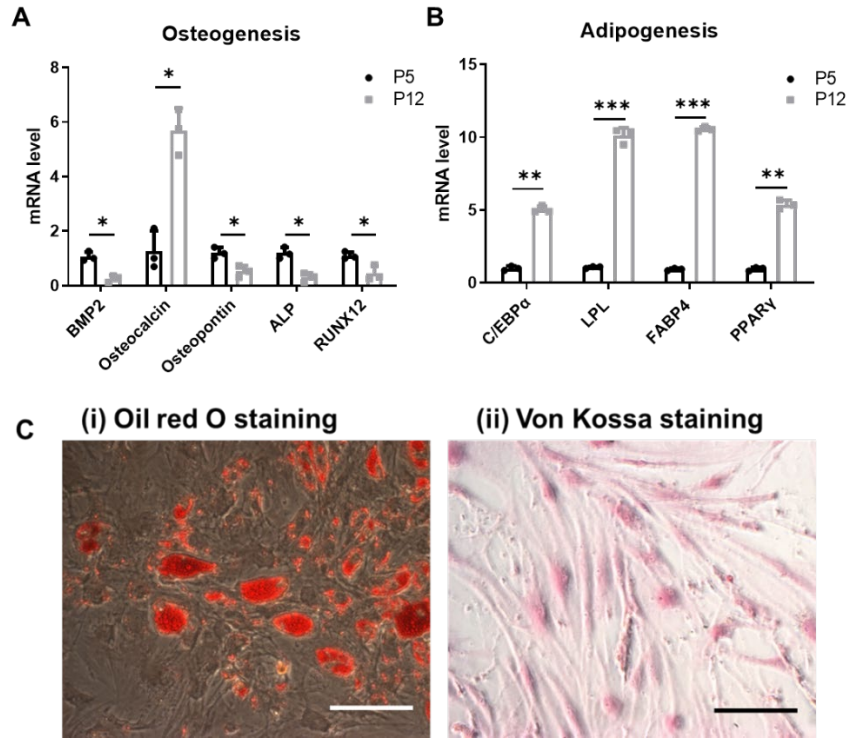 A
Osteogenesis
mRNA level
8
6
4
2
0
*
*
*
*
*
P5
P12
BMP2
Osteocalcin
Osteopontin
ALP
RUNX12
B
Adipogenesis
mRNA level
15
10
5
0
**
***
***
**
P5
P12
C/EBPα
LPL
FABP4
PPARγ
C
(i) Oil red O staining
(ii) Von Kossa staining